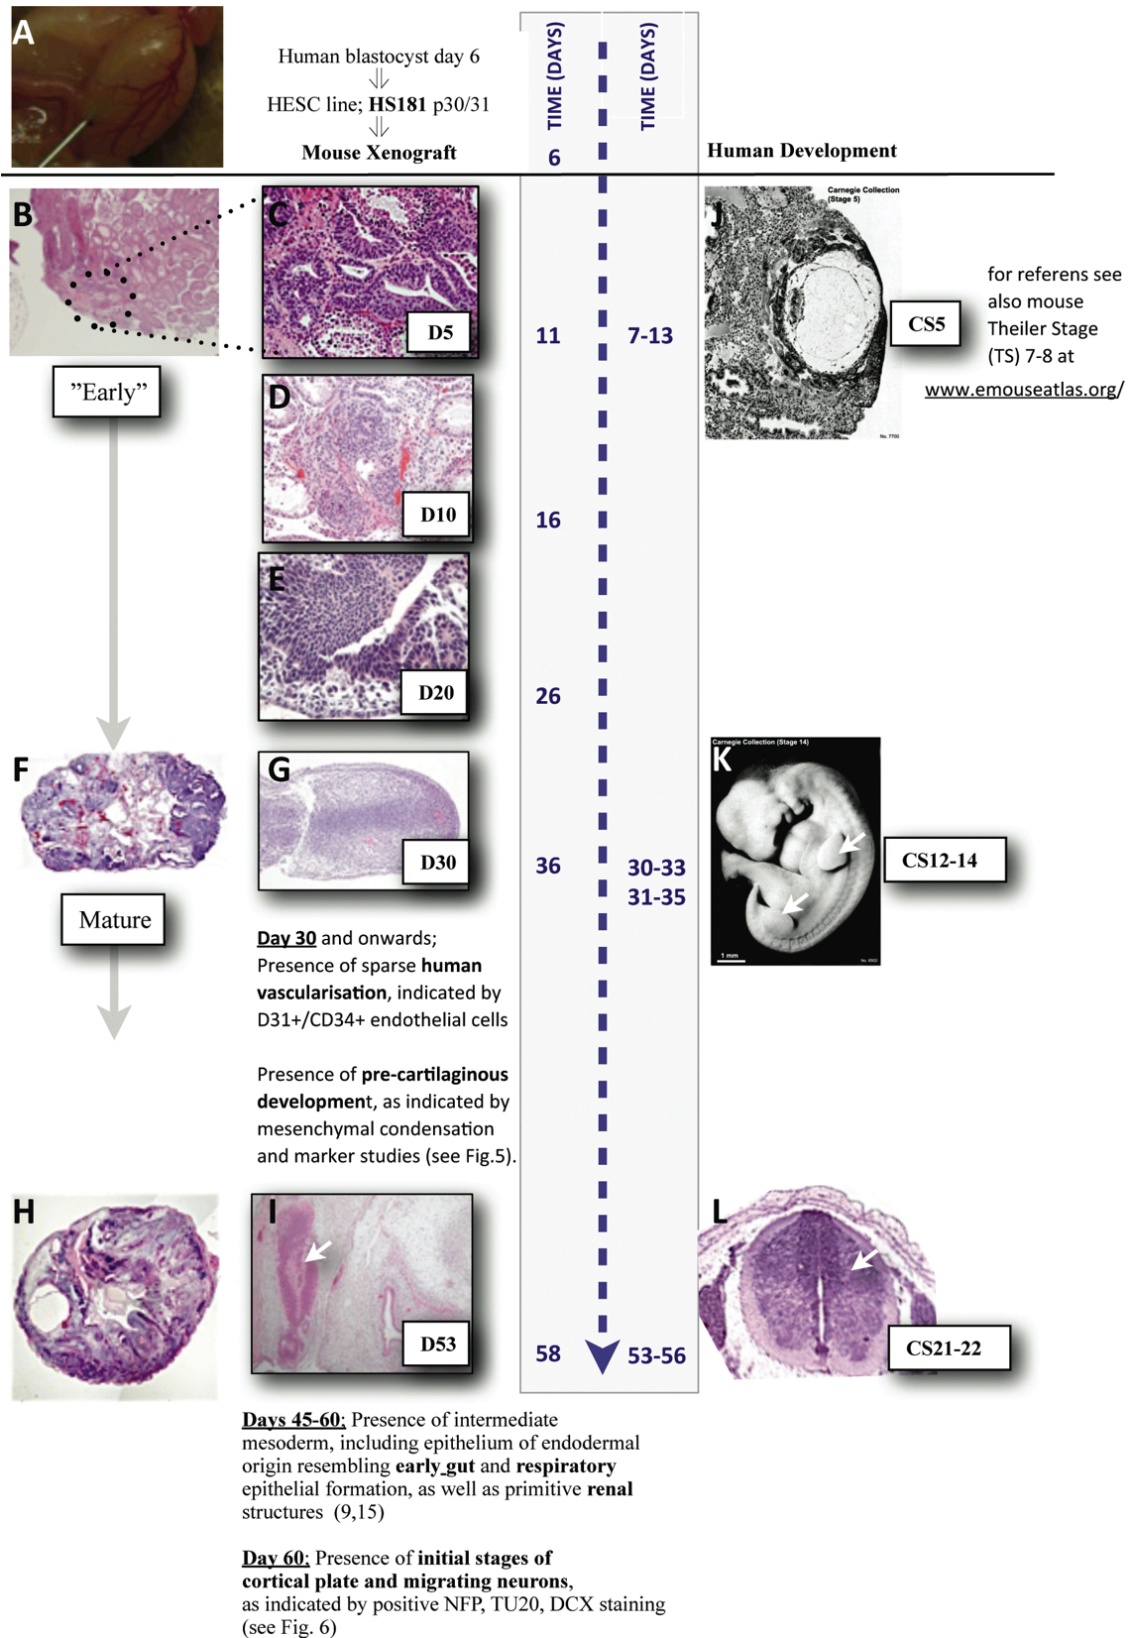 A
Human blastocyst day 6
HESC line; HS181 p30/31
Mouse Xenograft
TIME (DAYS)
TIME (DAYS)
6
Human Development
B
C
D5
"Early"
D
D10
E
D20
11
7-13
16
26
J
Carnegie Collection
(Stage 5)
No. 7700
CS5
for referens see
also mouse
Theiler Stage
(TS) 7-8 at
www.emouseatlas.org/
F
Mature
G
D30
36
30-33
31-35
Carnegie Collection (Stage 14)
K
1 mm
CS12-14
Day 30 and onwards;
Presence of sparse human
vascularisation, indicated by
D31+/CD34+ endothelial cells
Presence of pre-cartilaginous
development, as indicated by
mesenchymal condensation
and marker studies (see Fig.5).
H
I
D53
58
53-56
L
CS21-22
Days 45-60; Presence of intermediate
mesoderm, including epithelium of endodermal
origin resembling early gut and respiratory
epithelial formation, as well as primitive renal
structures (9,15)
Day 60; Presence of initial stages of
cortical plate and migrating neurons,
as indicated by positive NFP, TU20, DCX staining
(see Fig. 6)